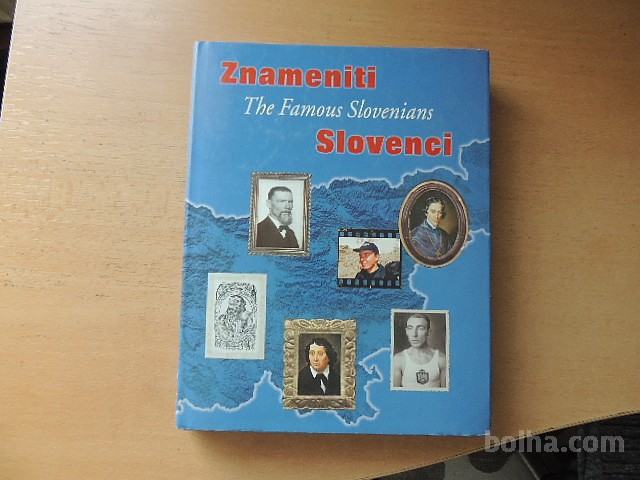 Znameniti
The Famous Slovenians
Slovenci
bolha.com